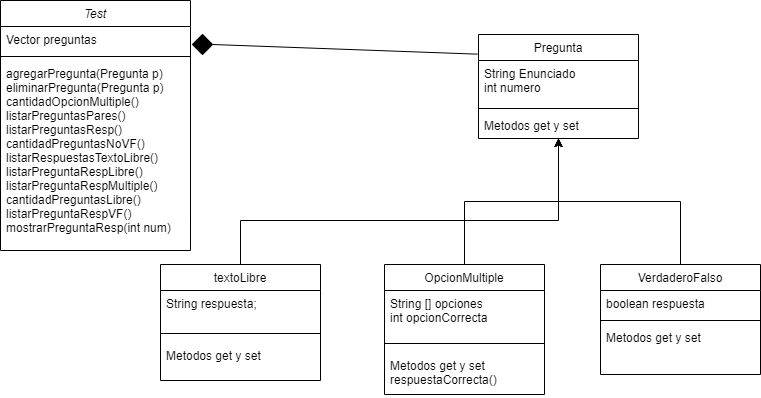 Test
Vector preguntas
agregarPregunta(Pregunta p)
eliminarPregunta(Pregunta p)
cantidadOpcionMultiple()
listarPreguntasPares()
listarPreguntasResp()
cantidadPreguntasNoVF()
listarRespuestasTextoLibre()
listarPreguntaRespLibre()
listarPreguntaRespMultiple()
cantidadPreguntasLibre()
listarPreguntaRespVF()
mostrarPreguntaResp(int num)
Pregunta
String Enunciado
int numero
Metodos get y set
textoLibre
String respuesta;
Metodos get y set
OpcionMultiple
String [] opciones
int opcionCorrecta
Metodos get y set
respuestaCorrecta()
VerdaderoFalso
boolean respuesta
Metodos get y set